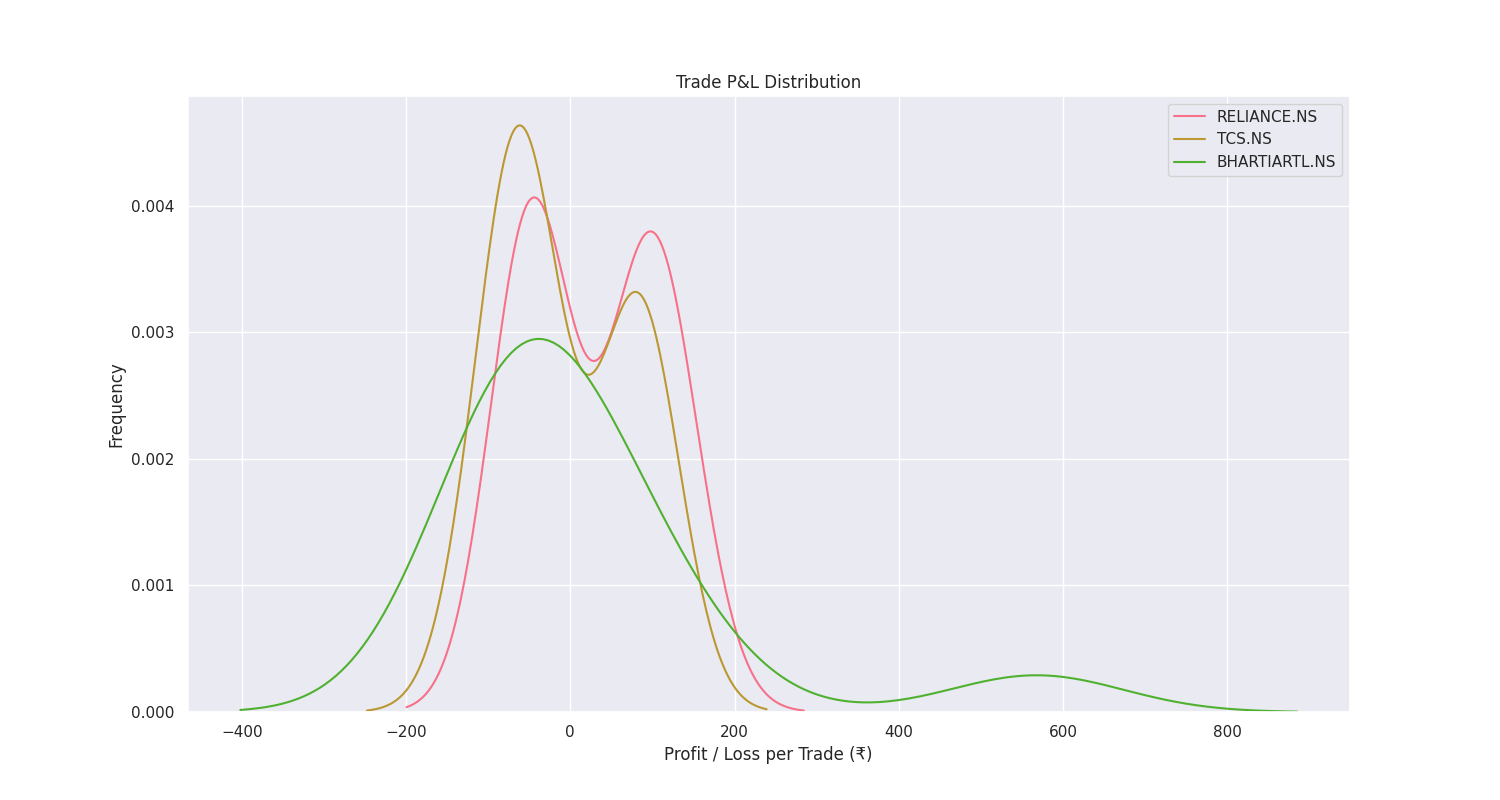 Trade P&L Distribution
RELIANCE.NS
TCS.NS
BHARTIARTL.NS
Frequency
0.004
0.003
0.002
0.001
0.000
−400
−200
0
200
400
600
800
Profit / Loss per Trade (₹)